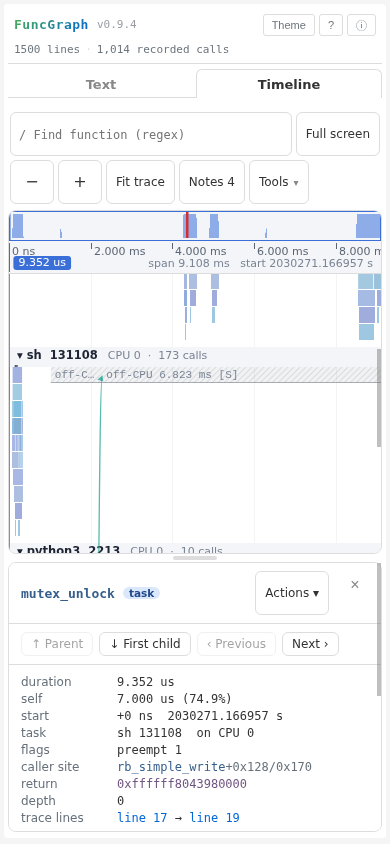 FuncGraph v0.9.4 Theme ? ⓘ
1500 lines · 1,014 recorded calls
Text Timeline
/ Find function (regex) Full screen
− + Fit trace Notes 4 Tools ▾
0 ns 2.000 ms 4.000 ms 6.000 ms 8.000 m
9.352 us span 9.108 ms start 2030271.166957 s
▾ sh 131108 CPU 0 · 173 calls
off-C… off-CPU 6.823 ms [S]
▾ python3 2213 CPU 0 · 10 calls
mutex_unlock task Actions ▾ ×
↑ Parent ↓ First child ‹ Previous Next ›
duration 9.352 us
self 7.000 us (74.9%)
start +0 ns 2030271.166957 s
task sh 131108 on CPU 0
flags preempt 1
caller site rb_simple_write+0x128/0x170
return 0xffffff8043980000
depth 0
trace lines line 17 → line 19